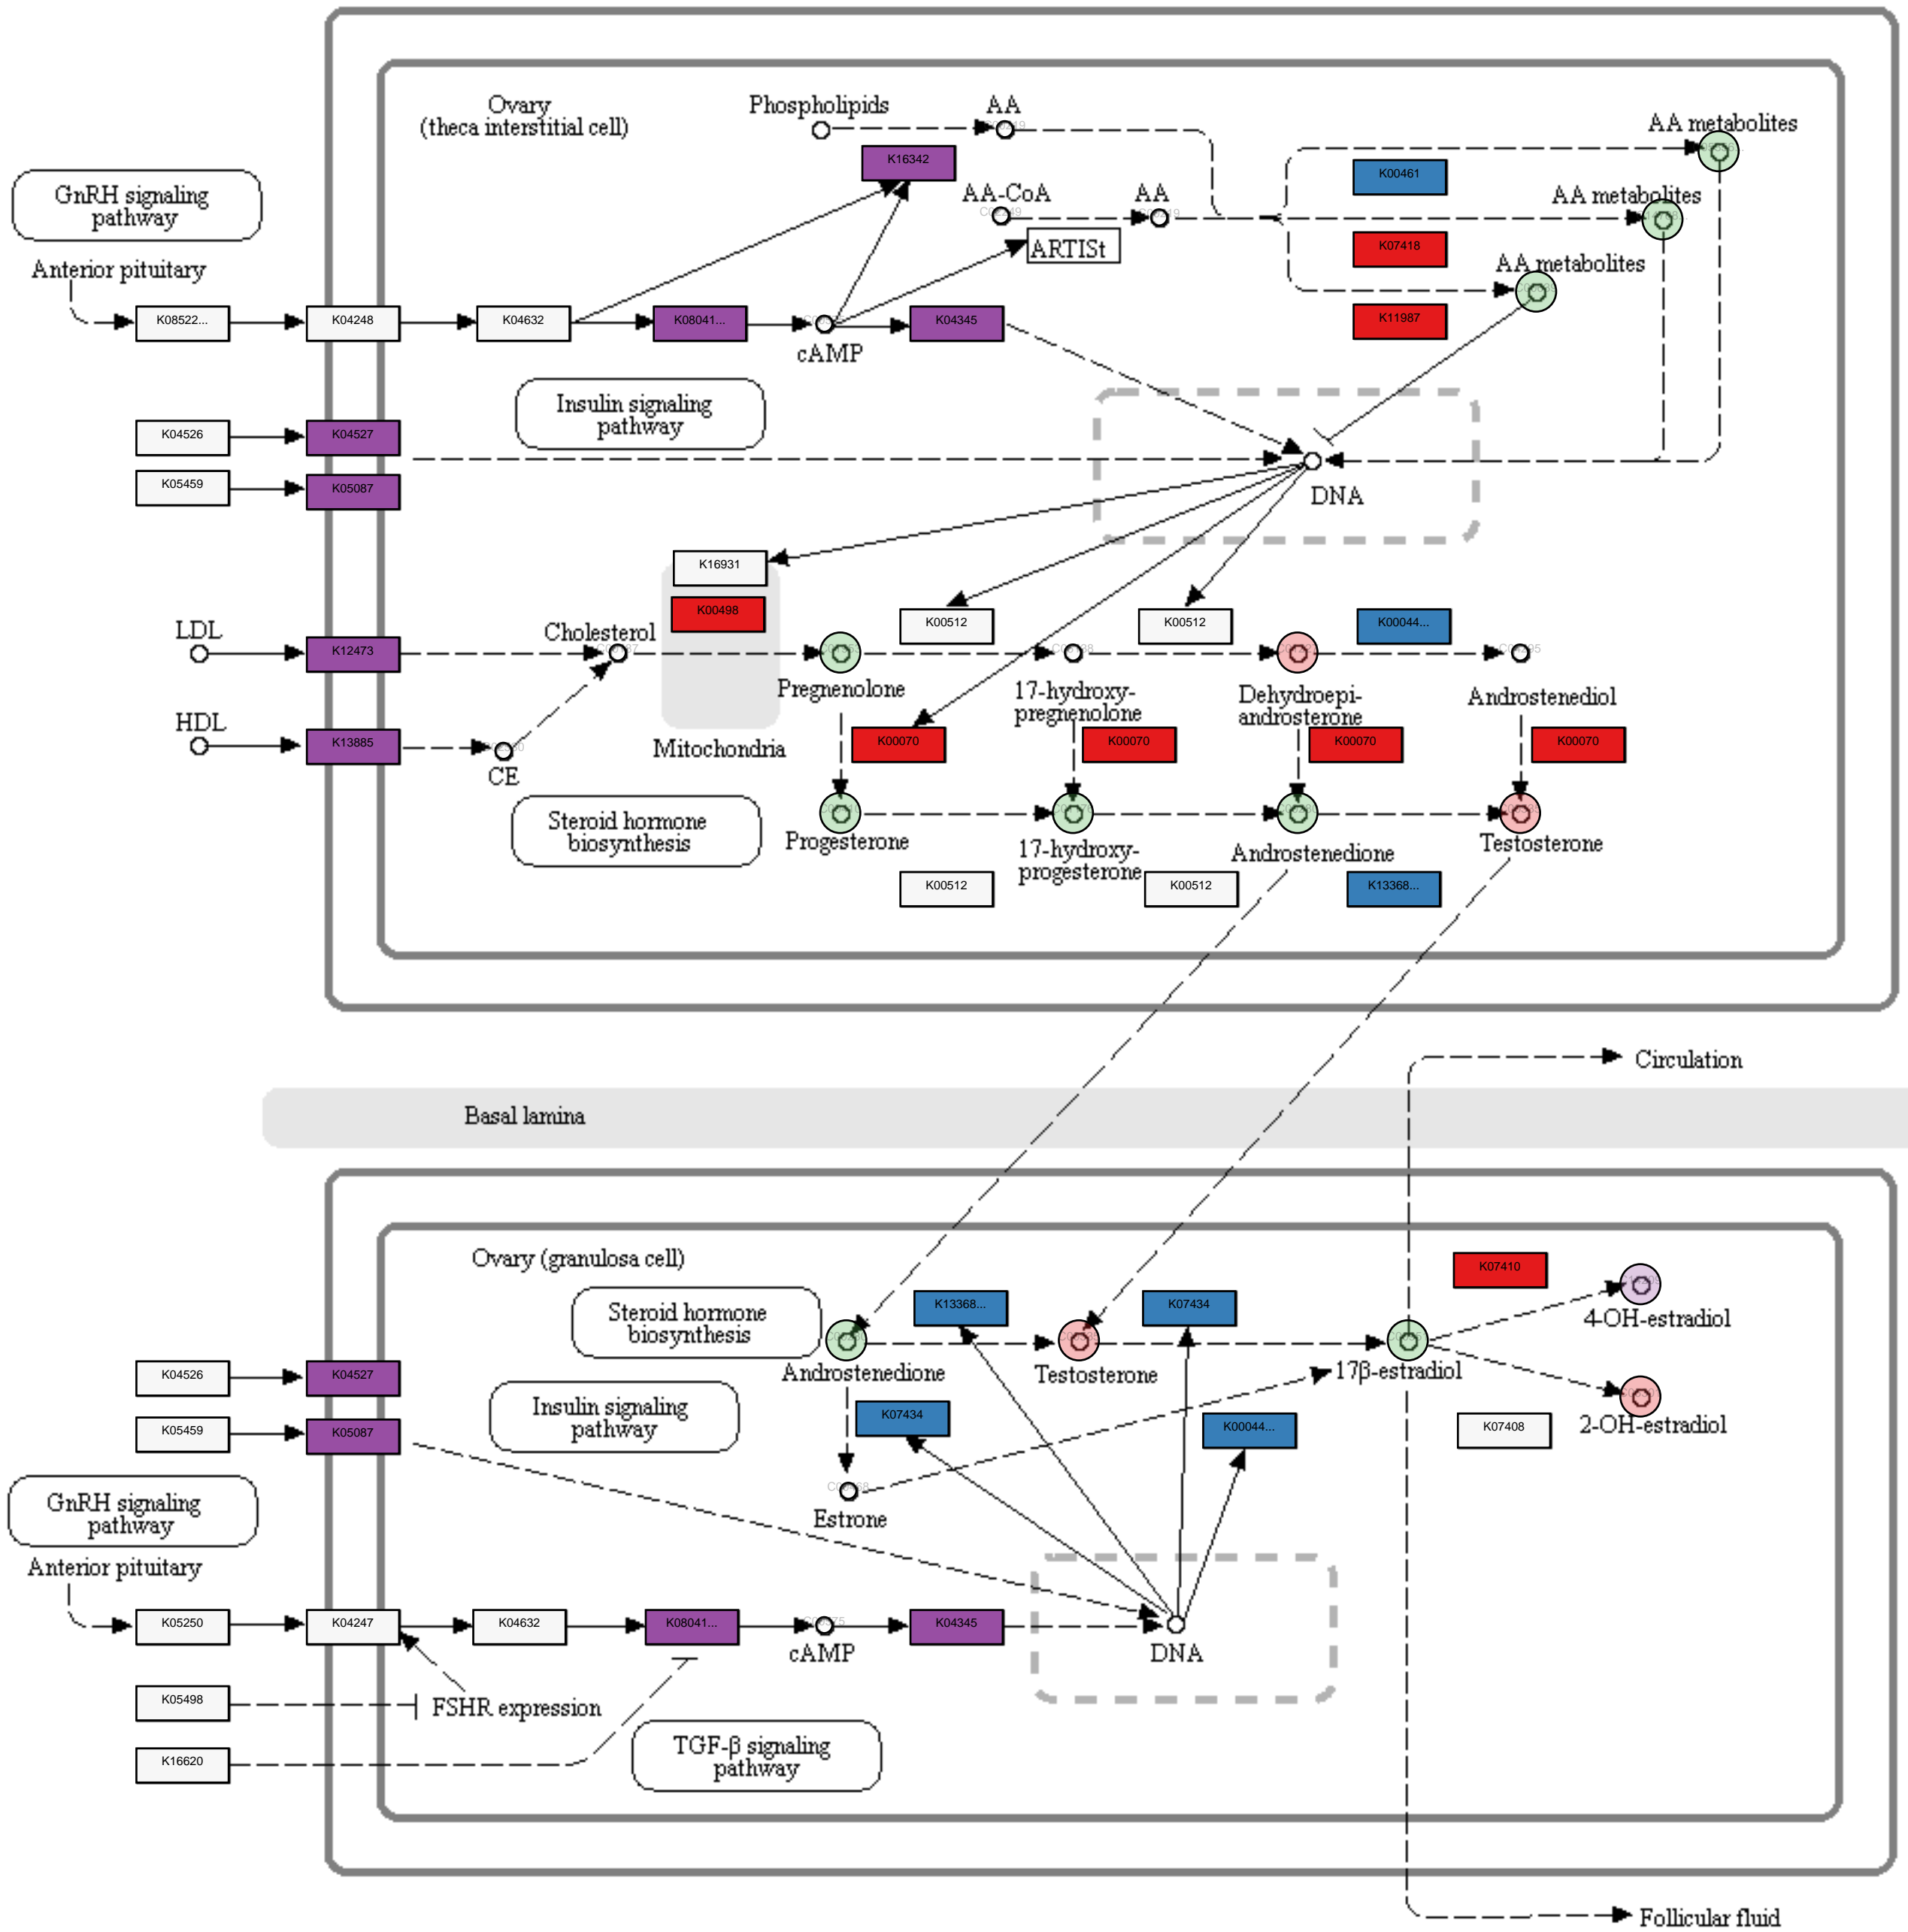 Ovary
(theca interstitial cell)
Phospholipids
AA
AA metabolites
K16342
K00461
GnRH signaling
pathway
AA-CoA
AA
AA metabolites
ARTISt
K07418
Anterior pituitary
AA metabolites
K08522...
K04248
K04632
K08041...
cAMP
K04345
K11987
K04526
K04527
Insulin signaling
pathway
K05459
K05087
DNA
K16931
K00498
K00512
K00512
K00044...
LDL
K12473
Cholesterol
Pregnenolone
17-hydroxy-
pregnenolone
Dehydroepi-
androsterone
Androstenediol
HDL
K13885
CE
Mitochondria
K00070
K00070
K00070
K00070
Steroid hormone
biosynthesis
Progesterone
17-hydroxy-
progesterone
Androstenedione
Testosterone
K00512
K00512
K13368...
Circulation
Basal lamina
Ovary (granulosa cell)
K07410
Steroid hormone
biosynthesis
K13368...
K07434
4-OH-estradiol
Androstenedione
Testosterone
17β-estradiol
K04526
K04527
Insulin signaling
pathway
K07434
K00044...
K07408
2-OH-estradiol
K05459
K05087
GnRH signaling
pathway
Estrone
Anterior pituitary
K05250
K04247
K04632
K08041...
cAMP
K04345
DNA
K05498
FSHR expression
K16620
TGF-β signaling
pathway
Follicular fluid